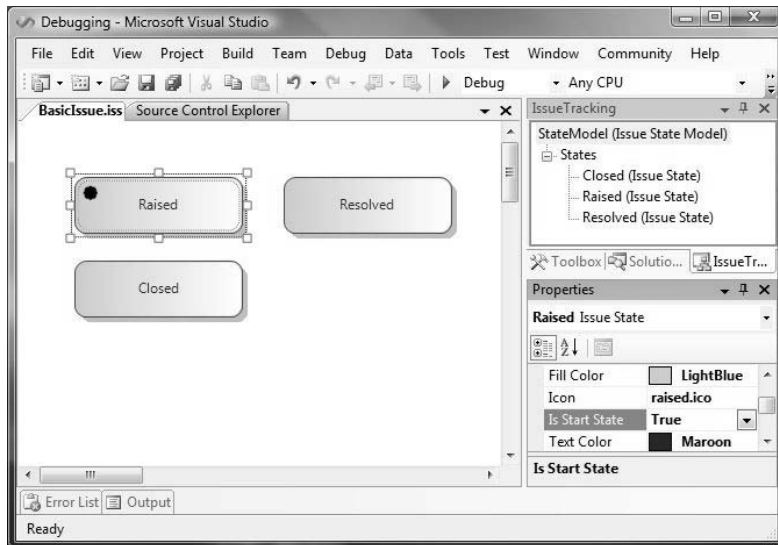 Debugging - Microsoft Visual Studio
File Edit View Project Build Team Debug Data Tools Test Window Community Help
Debug Any CPU
BasicIssue.iss Source Control Explorer
Raised
Resolved
Closed
IssueTracking
StateModel (Issue State Model)
States
Closed (Issue State)
Raised (Issue State)
Resolved (Issue State)
Toolbox Solutio... IssueTr...
Properties
Raised Issue State
Fill Color LightBlue
Icon raised.ico
Is Start State True
Text Color Maroon
Is Start State
Error List Output
Ready